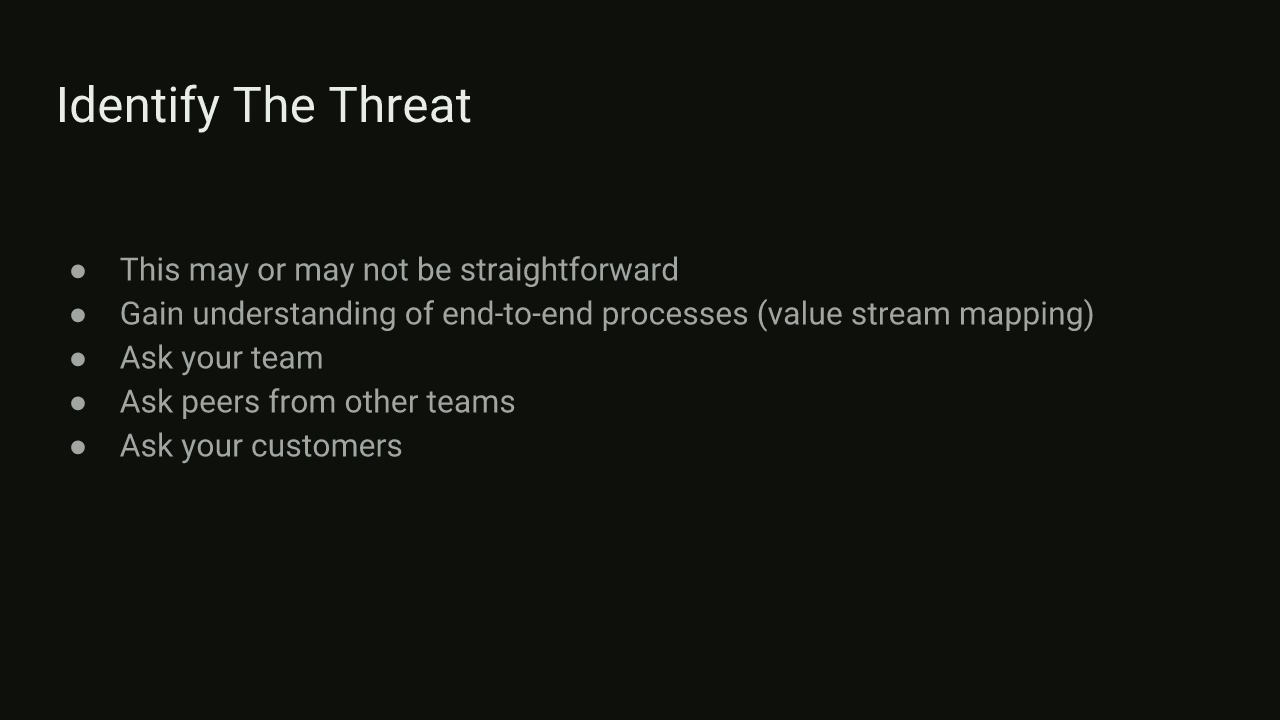 Identify The Threat
● This may or may not be straightforward
● Gain understanding of end-to-end processes (value stream mapping)
● Ask your team
● Ask peers from other teams
● Ask your customers